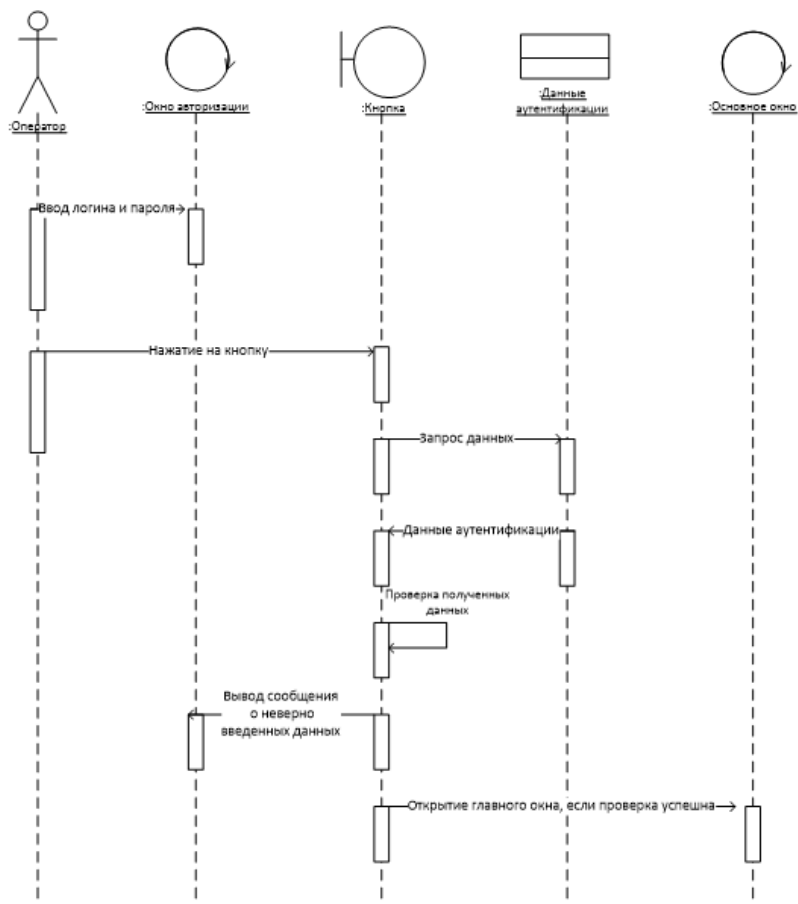 :Оператор
:Окно авторизации
:Кнопка
:Данные
аутентификации
:Основное окно
Ввод логина и пароля
Нажатие на кнопку
Запрос данных
Данные аутентификации
Проверка полученных
данных
Вывод сообщения
о неверно
введенных данных
Открытие главного окна, если проверка успешна